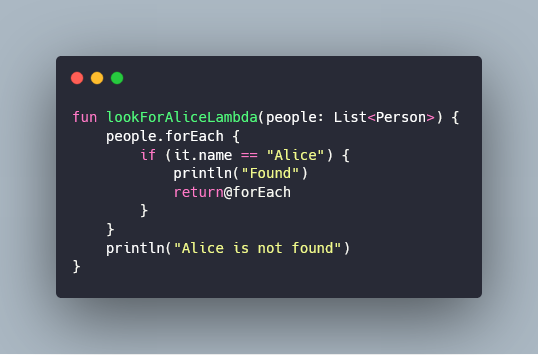 fun lookForAliceLambda(people: List<Person>) {
    people.forEach {
        if (it.name == "Alice") {
            println("Found")
            return@forEach
        }
    }
    println("Alice is not found")
}